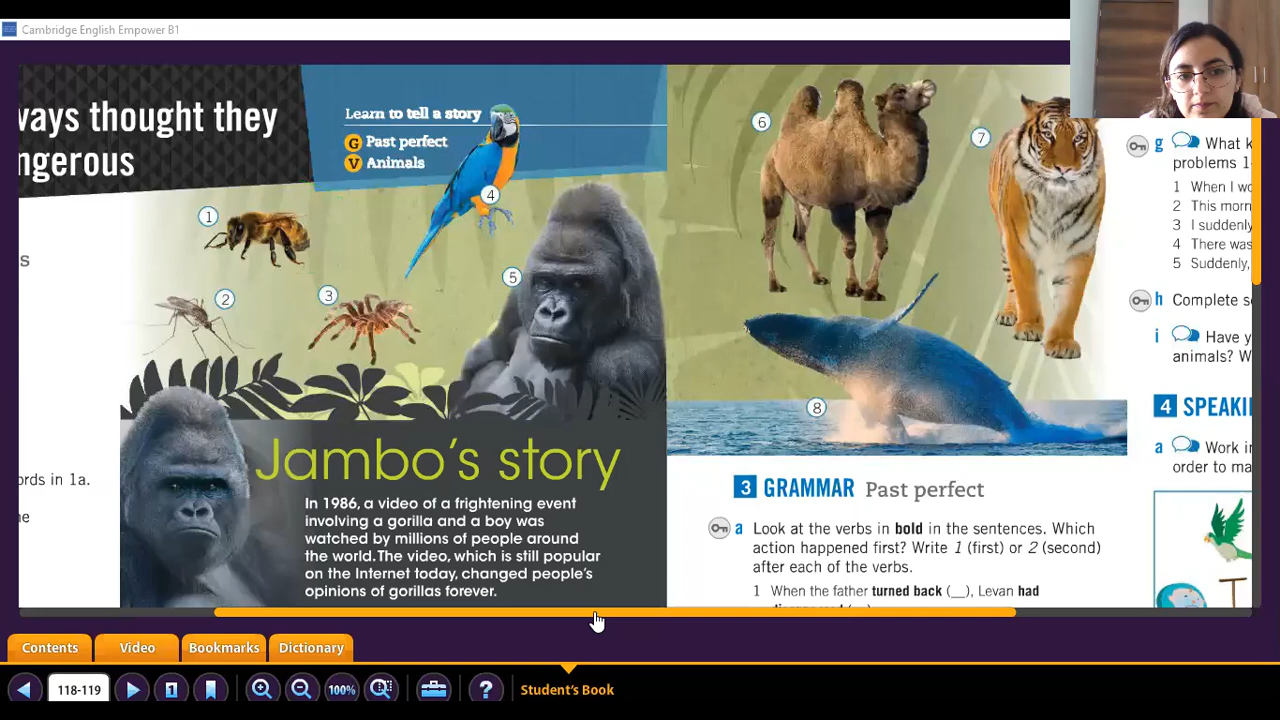 Cambridge English Empower B1
ways thought they
ngerous
Learn to tell a story
G Past perfect
V Animals
1
2
3
4
5
6
7
8
s
ords in 1a.
ne
Jambo's story
In 1986, a video of a frightening event
involving a gorilla and a boy was
watched by millions of people around
the world. The video, which is still popular
on the Internet today, changed people's
opinions of gorillas forever.
3 GRAMMAR Past perfect
a Look at the verbs in bold in the sentences. Which
action happened first? Write 1 (first) or 2 (second)
after each of the verbs.
1 When the father turned back (__), Levan had
g What k
problems 1
1 When I wo
2 This morn
3 I suddenly
4 There was
5 Suddenly,
h Complete se
i Have y
animals? W
4 SPEAKI
a Work in
order to ma
Contents
Video
Bookmarks
Dictionary
118-119
1
100%
?
Student's Book